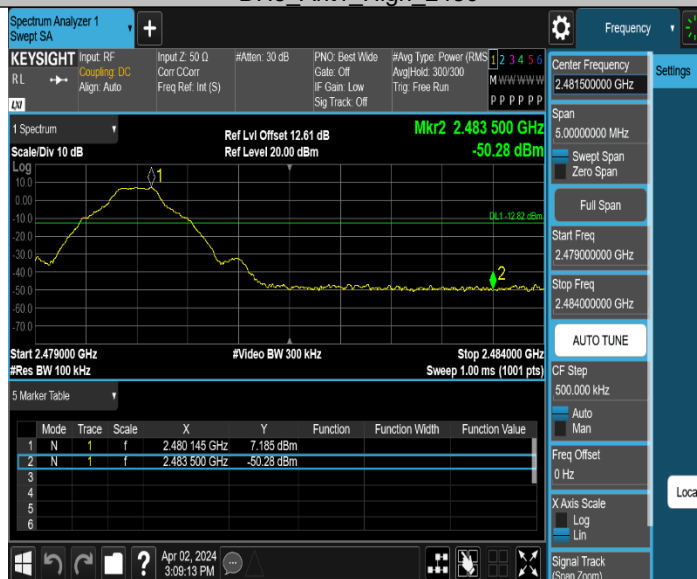 Spectrum Analyzer 1
Swept SA
Frequency
KEYSIGHT
RL
LXI
Input: RF
Coupling: DC
Align: Auto
Input Z: 50 Ω
Corr CCorr
Freq Ref: Int (S)
#Atten: 30 dB
PNO: Best Wide
Gate: Off
IF Gain: Low
Sig Track: Off
#Avg Type: Power (RMS
Avg|Hold: 300/300
Trig: Free Run
1 2 3 4 5 6
M W W W W W
P P P P P P
1 Spectrum
Scale/Div 10 dB
Ref Lvl Offset 12.61 dB
Ref Level 20.00 dBm
Mkr2 2.483 500 GHz
-50.28 dBm
Log
10.0
0.00
-10.0
-20.0
-30.0
-40.0
-50.0
-60.0
-70.0
1
DL1 -12.82 dBm
2
Start 2.479000 GHz
#Res BW 100 kHz
#Video BW 300 kHz
Stop 2.484000 GHz
Sweep 1.00 ms (1001 pts)
5 Marker Table
Mode Trace Scale X Y Function Function Width Function Value
1 N 1 f 2.480 145 GHz 7.185 dBm
2 N 1 f 2.483 500 GHz -50.28 dBm
3
4
5
6
Apr 02, 2024
3:09:13 PM
Center Frequency
2.481500000 GHz
Settings
Span
5.00000000 MHz
Swept Span
Zero Span
Full Span
Start Freq
2.479000000 GHz
Stop Freq
2.484000000 GHz
AUTO TUNE
CF Step
500.000 kHz
Auto
Man
Freq Offset
0 Hz
Loca
X Axis Scale
Log
Lin
Signal Track
(Span Zoom)